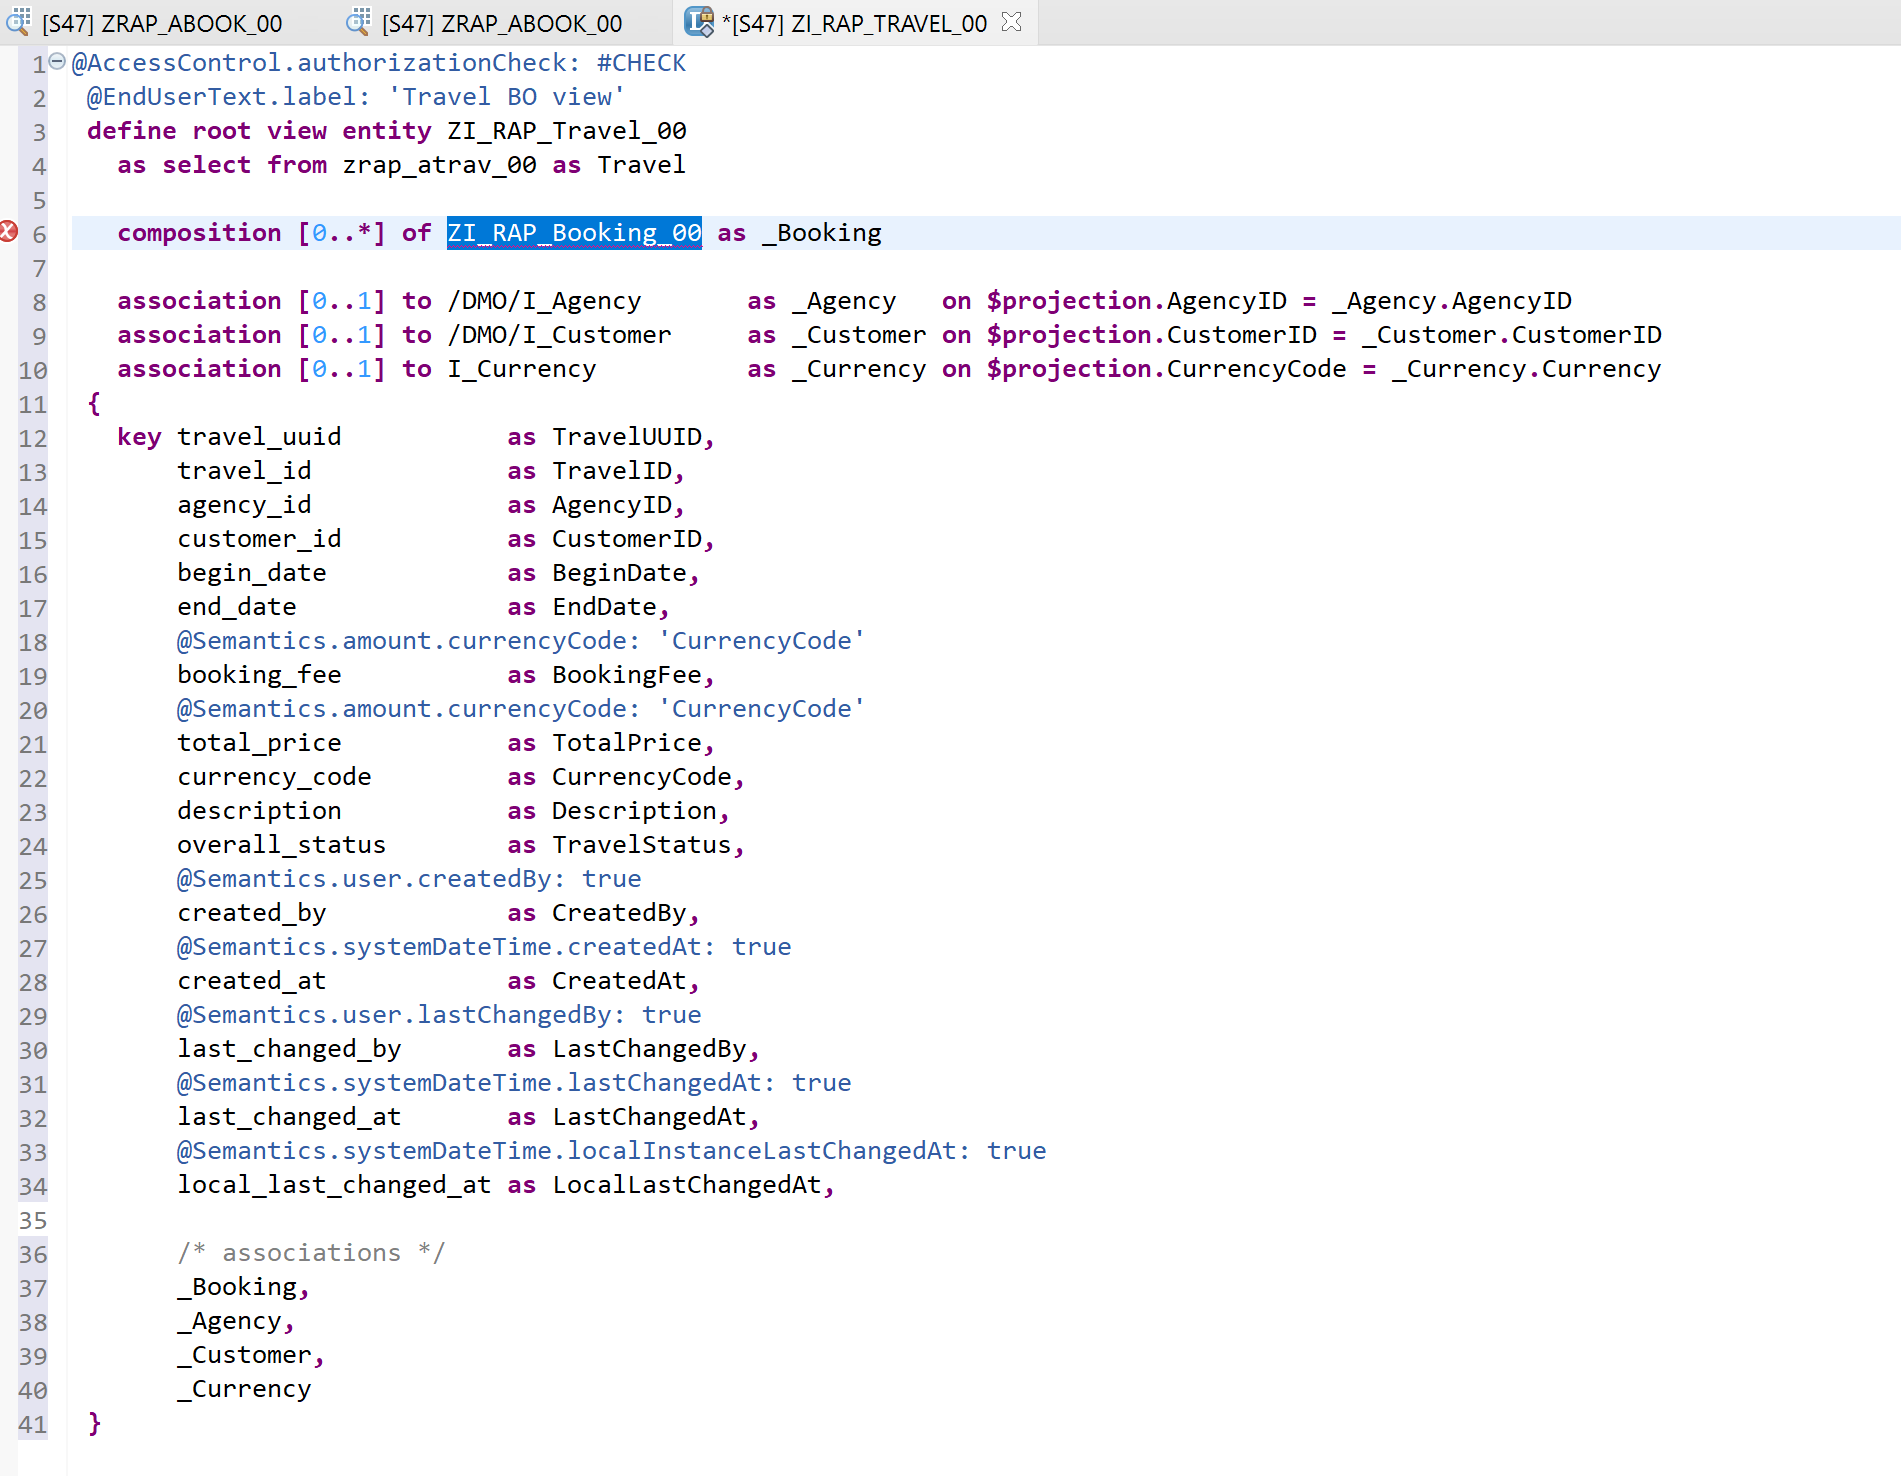 [S47] ZRAP_ABOOK_00 [S47] ZRAP_ABOOK_00 *[S47] ZI_RAP_TRAVEL_00
1 @AccessControl.authorizationCheck: #CHECK
2 @EndUserText.label: 'Travel BO view'
3 define root view entity ZI_RAP_Travel_00
4 as select from zrap_atrav_00 as Travel
5
6 composition [0..*] of ZI_RAP_Booking_00 as _Booking
7
8 association [0..1] to /DMO/I_Agency as _Agency on $projection.AgencyID = _Agency.AgencyID
9 association [0..1] to /DMO/I_Customer as _Customer on $projection.CustomerID = _Customer.CustomerID
10 association [0..1] to I_Currency as _Currency on $projection.CurrencyCode = _Currency.Currency
11 {
12 key travel_uuid as TravelUUID,
13 travel_id as TravelID,
14 agency_id as AgencyID,
15 customer_id as CustomerID,
16 begin_date as BeginDate,
17 end_date as EndDate,
18 @Semantics.amount.currencyCode: 'CurrencyCode'
19 booking_fee as BookingFee,
20 @Semantics.amount.currencyCode: 'CurrencyCode'
21 total_price as TotalPrice,
22 currency_code as CurrencyCode,
23 description as Description,
24 overall_status as TravelStatus,
25 @Semantics.user.createdBy: true
26 created_by as CreatedBy,
27 @Semantics.systemDateTime.createdAt: true
28 created_at as CreatedAt,
29 @Semantics.user.lastChangedBy: true
30 last_changed_by as LastChangedBy,
31 @Semantics.systemDateTime.lastChangedAt: true
32 last_changed_at as LastChangedAt,
33 @Semantics.systemDateTime.localInstanceLastChangedAt: true
34 local_last_changed_at as LocalLastChangedAt,
35
36 /* associations */
37 _Booking,
38 _Agency,
39 _Customer,
40 _Currency
41 }